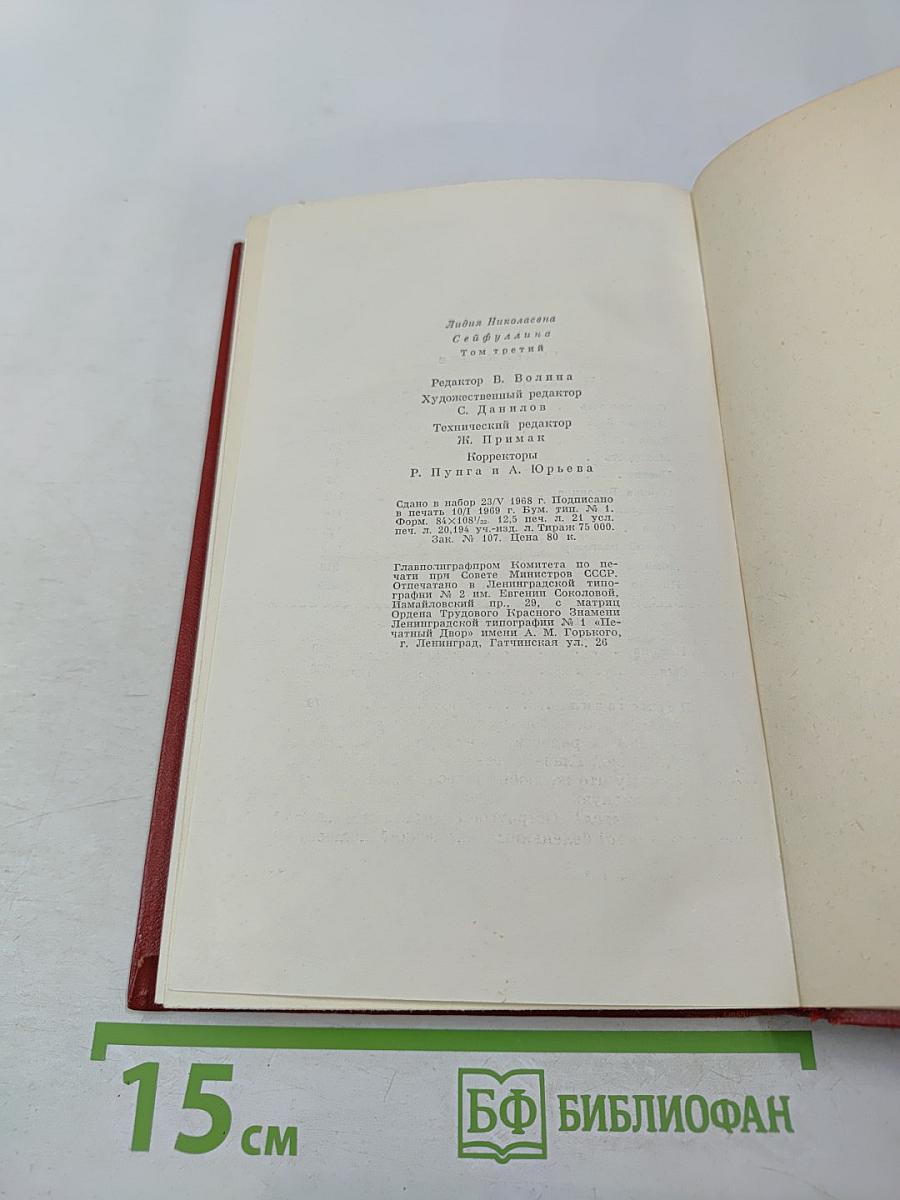 Лидия Николаевна
Сейфуллина
Том третий
Редактор В. Волина
Художественный редактор
С. Данилов
Технический редактор
Ж. Примак
Корректоры
Р. Пунга и А. Юрьева
Сдано в набор 23/V 1968 г. Подписано
в печать 10/I 1969 г. Бум. тип. № 1.
Форм. 84×108¹/₃₂. 12,5 печ. л. 21 усл.
печ. л. 20,194 уч.-изд. л. Тираж 75 000.
Зак. № 107. Цена 80 к.
Главполиграфпром Комитета по пе-
чати при Совете Министров СССР.
Отпечатано в Ленинградской типо-
графии № 2 им. Евгении Соколовой,
Измайловский пр., 29, с матриц
Ордена Трудового Красного Знамени
Ленинградской типографии № 1 «Пе-
чатный Двор» имени А. М. Горького,
г. Ленинград, Гатчинская ул., 26
15 см
БФ БИБЛИОФАН